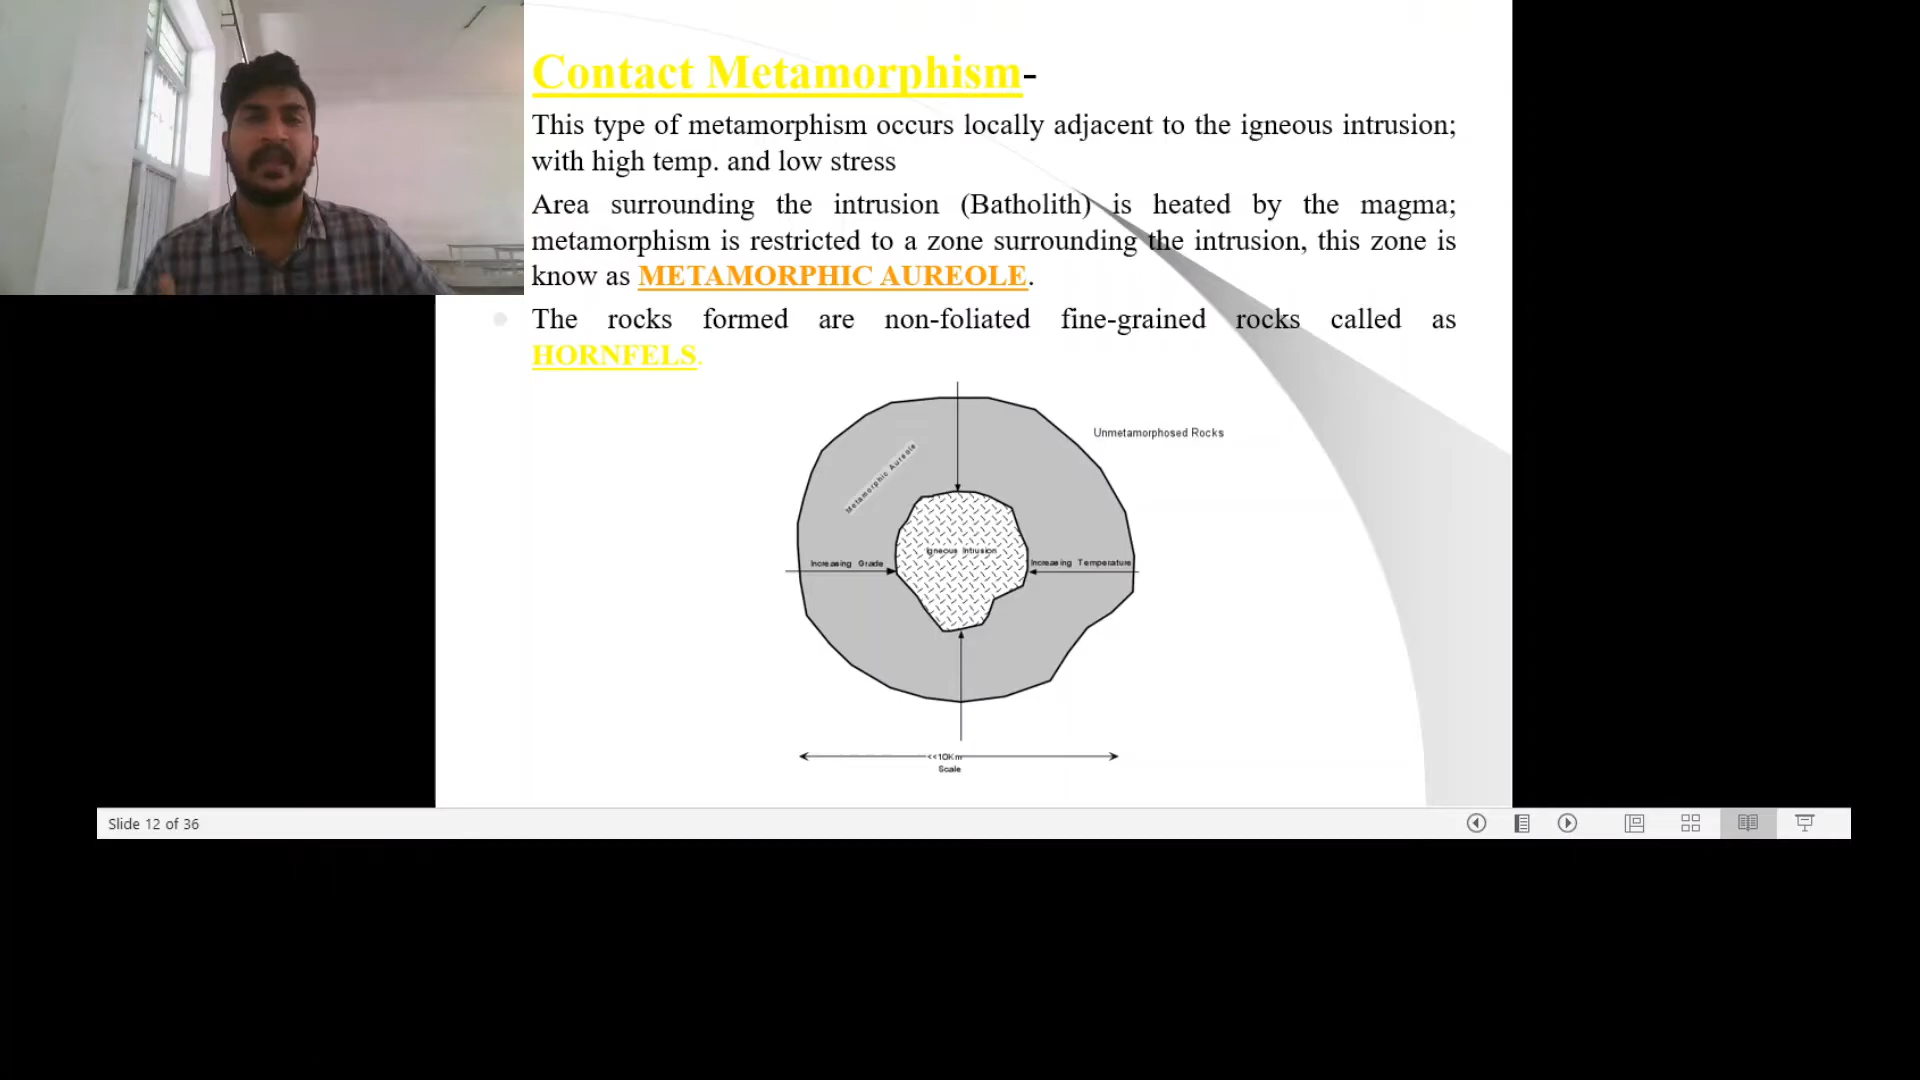 Contact Metamorphism-
This type of metamorphism occurs locally adjacent to the igneous intrusion;
with high temp. and low stress
Area surrounding the intrusion (Batholith) is heated by the magma;
metamorphism is restricted to a zone surrounding the intrusion, this zone is
know as METAMORPHIC AUREOLE.
The rocks formed are non-foliated fine-grained rocks called as
HORNFELS.
Unmetamorphosed Rocks
Metamorphic Aureole
Igneous Intrusion
Increasing Grade
Increasing Temperature
<<10Km
Scale
Slide 12 of 36